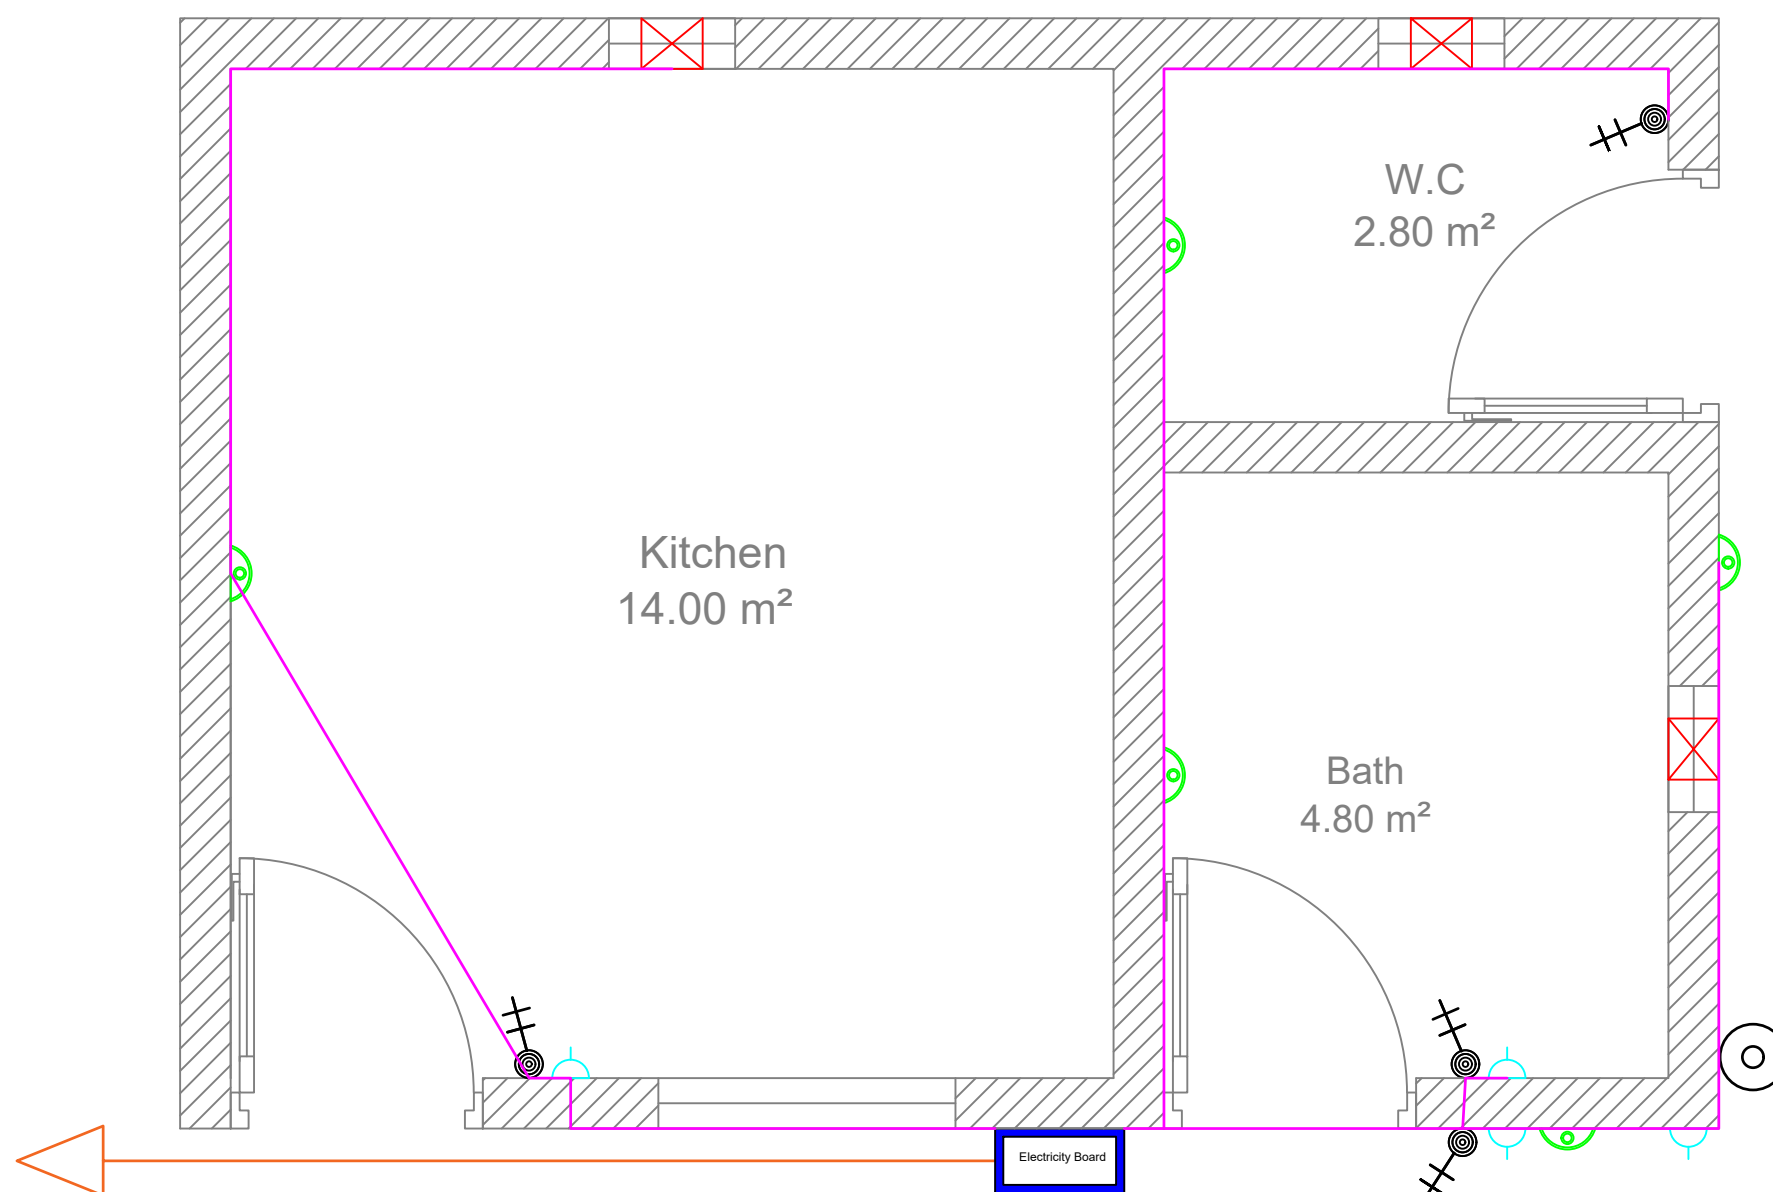 W.C
2.80 m²
Kitchen
14.00 m²
Bath
4.80 m²
Electricity Board